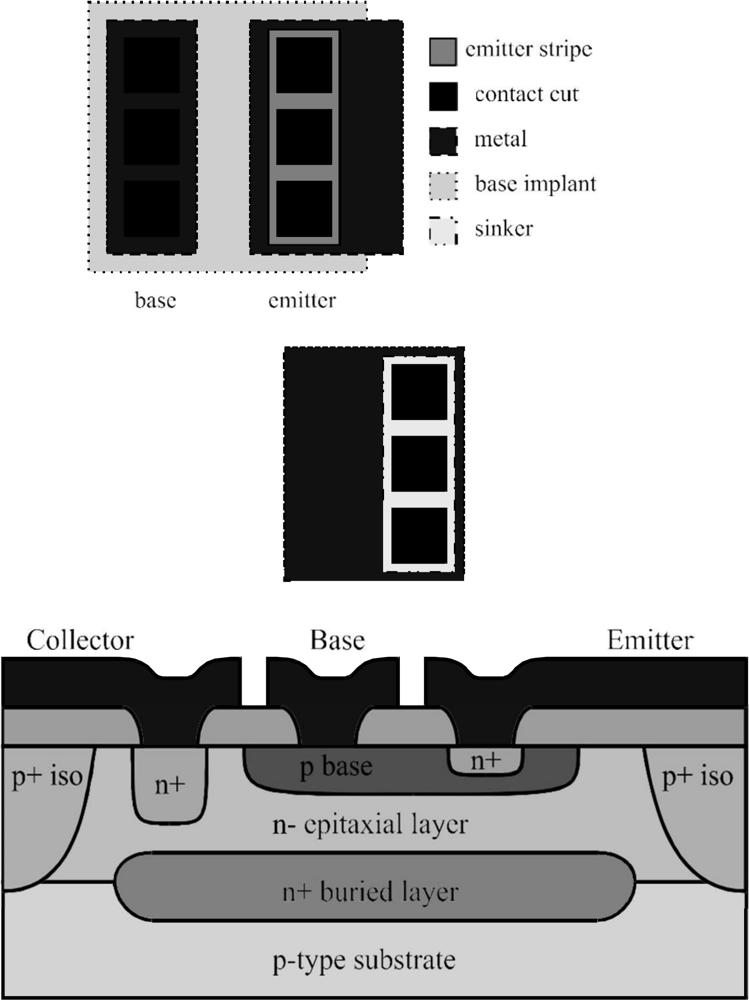 emitter stripe
contact cut
metal
base implant
sinker
base
emitter
Collector
Base
Emitter
p+ iso
n+
p base
n+
p+ iso
n- epitaxial layer
n+ buried layer
p-type substrate